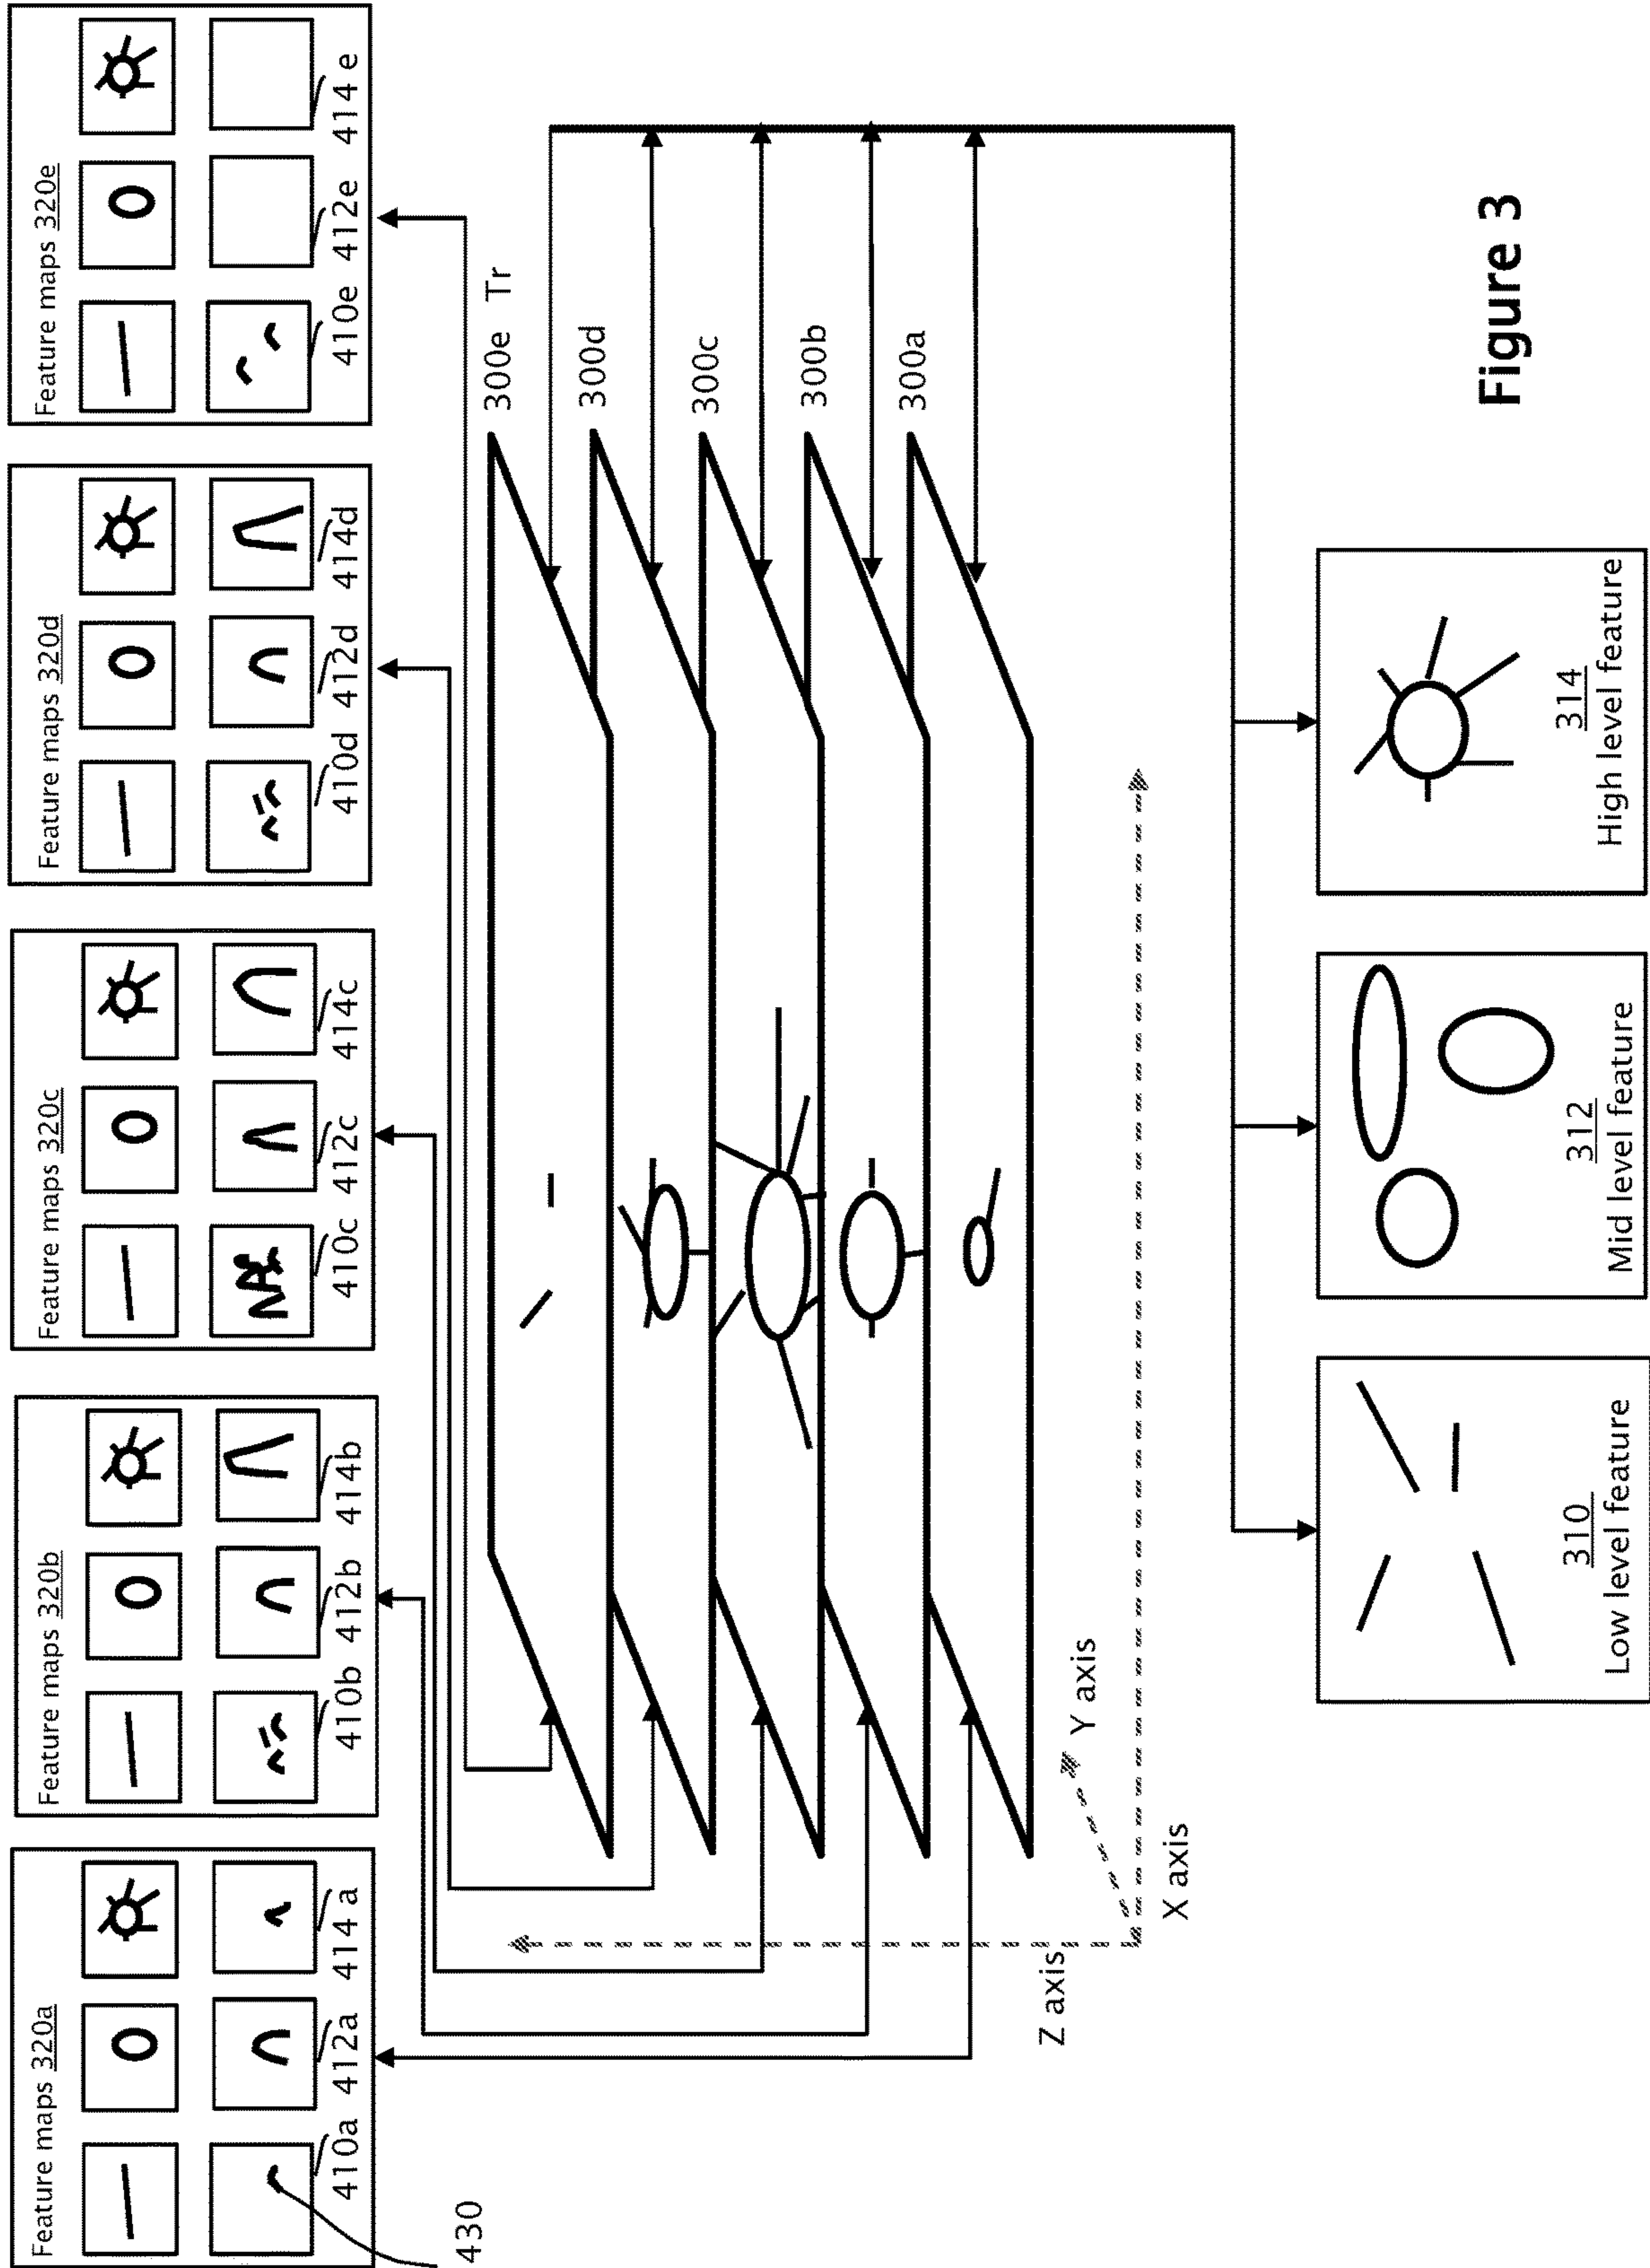 Feature maps 320a
410a
412a
414 a
430
Feature maps 320b
410b
412b
414b
Feature maps 320c
410c
412c
414c
Feature maps 320d
410d
412d
414d
Feature maps 320e
410e
412e
414 e
300e Tr
300d
300c
300b
300a
Z axis
Y axis
X axis
310
Low level feature
312
Mid level feature
314
High level feature
Figure 3